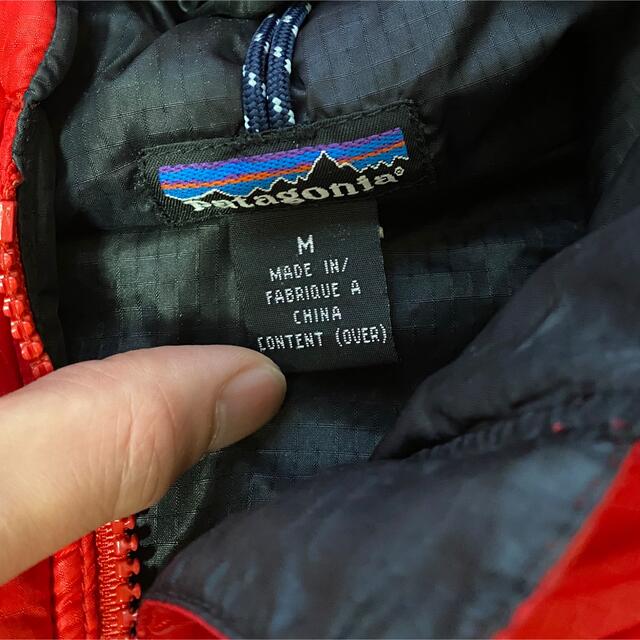 patagonia®
M
MADE IN/
FABRIQUE A
CHINA
CONTENT (OVER)